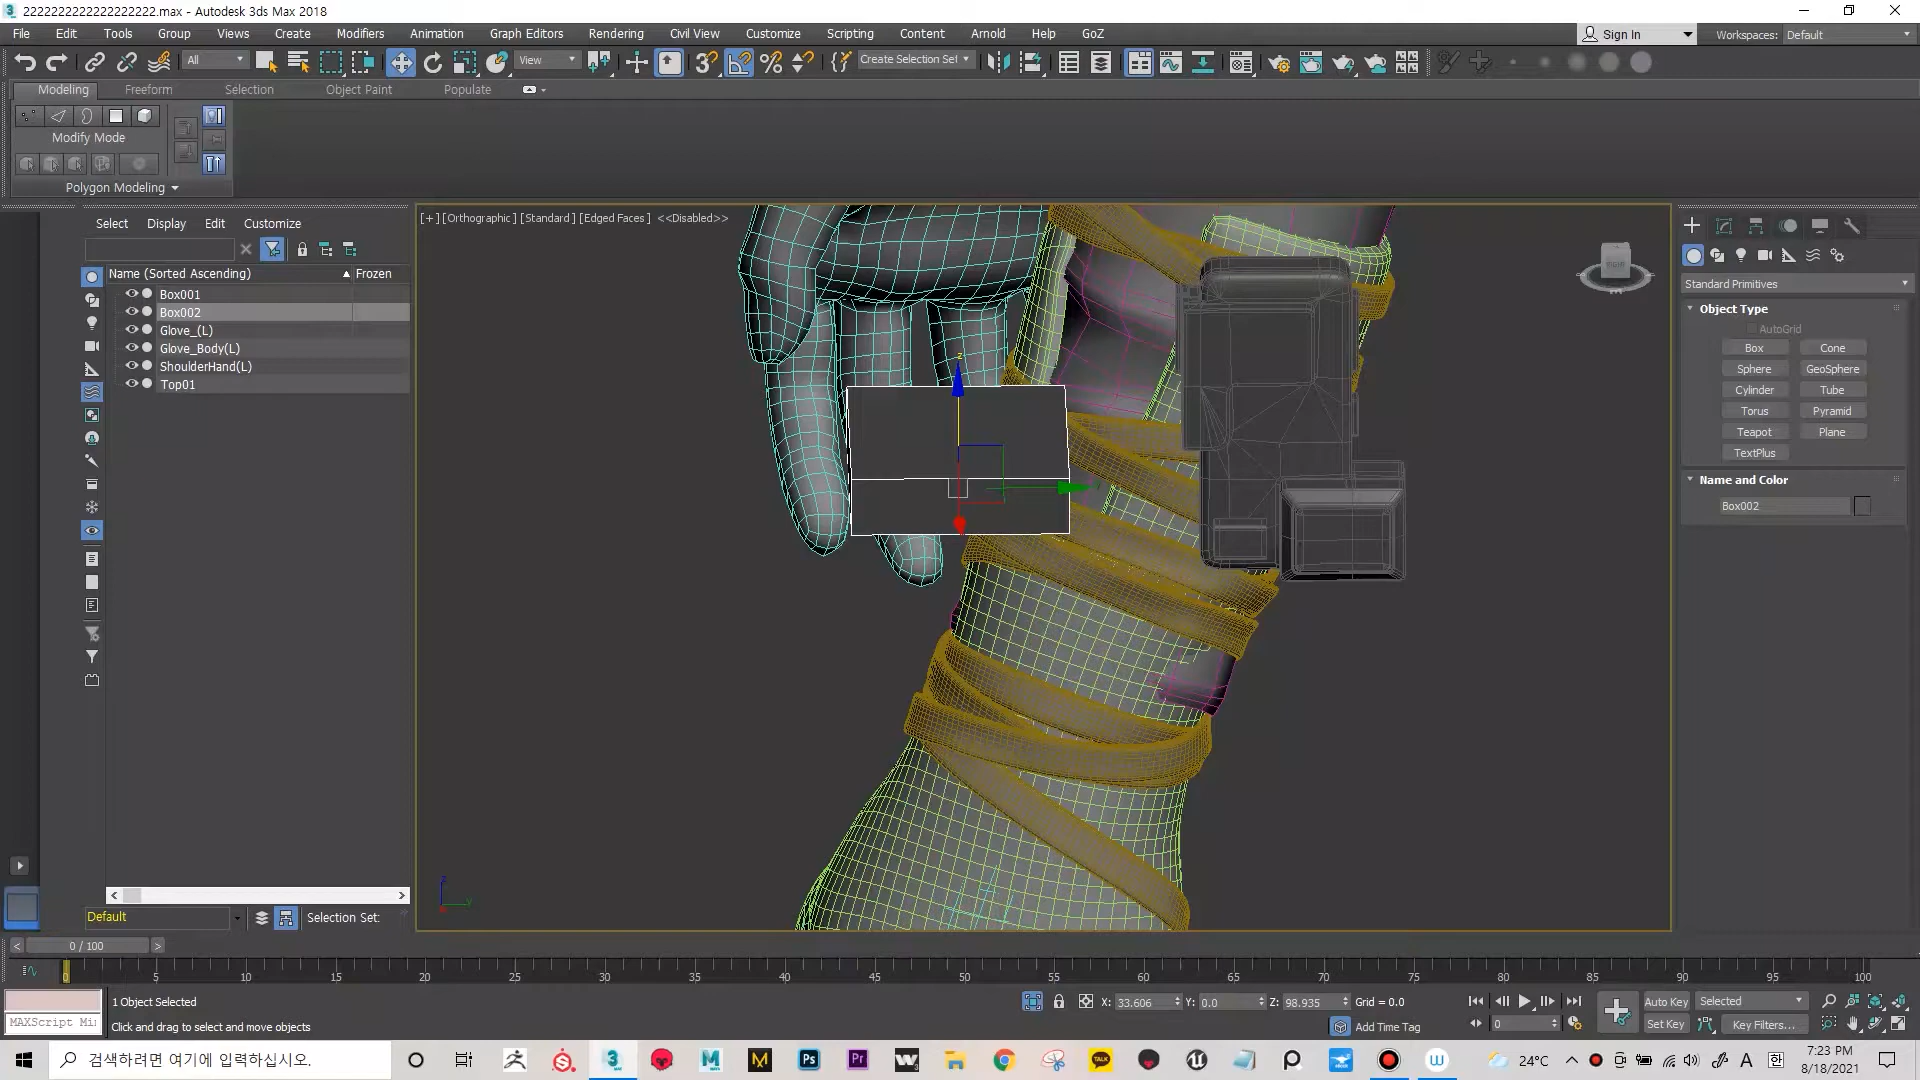 2222222222222222222222.max - Autodesk 3ds Max 2018
File Edit Tools Group Views Create Modifiers Animation Graph Editors Rendering Civil View Customize Scripting Content Arnold Help GoZ
Sign In Workspaces: Default
All View Create Selection Set
Modeling Freeform Selection Object Paint Populate
Modify Mode
Polygon Modeling
Select Display Edit Customize
[+] [Orthographic] [Standard] [Edged Faces] <<Disabled>>
Name (Sorted Ascending) Frozen
Box001
Box002
Glove_(L)
Glove_Body(L)
ShoulderHand(L)
Top01
Standard Primitives
Object Type
AutoGrid
Box Cone
Sphere GeoSphere
Cylinder Tube
Torus Pyramid
Teapot Plane
TextPlus
Name and Color
Box002
z
Default Selection Set:
0 / 100
0 5 10 15 20 25 30 35 40 45 50 55 60 65 70 75 80 85 90 95 100
1 Object Selected
X: 33.606 Y: 0.0 Z: 98.935 Grid = 0.0
Auto Key Selected
MAXScript Mi
Click and drag to select and move objects
Add Time Tag
0
Set Key Key Filters...
검색하려면 여기에 입력하십시오.
Ps Pr TALK
24°C A 한
7:23 PM
8/18/2021